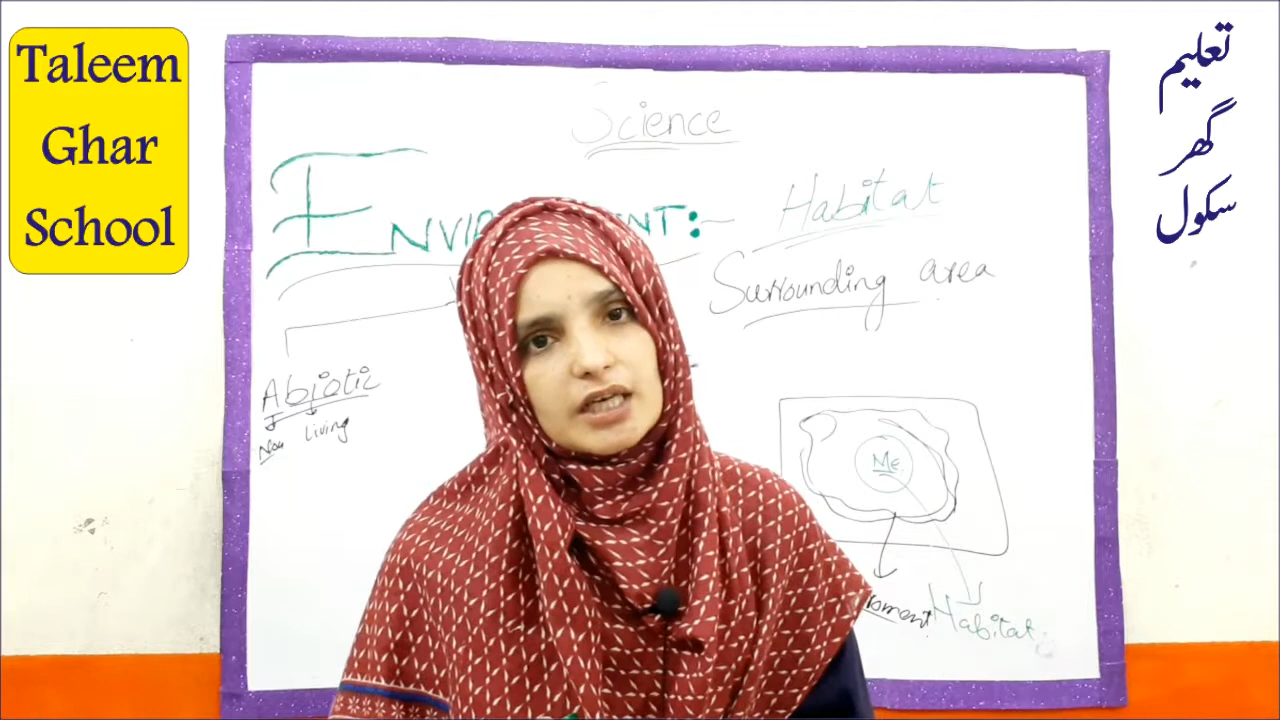 Taleem
Ghar
School
تعلیم
گھر
سکول
Science
Habitat
Surrounding area
Abiotic
Non Living
Me
Habitat